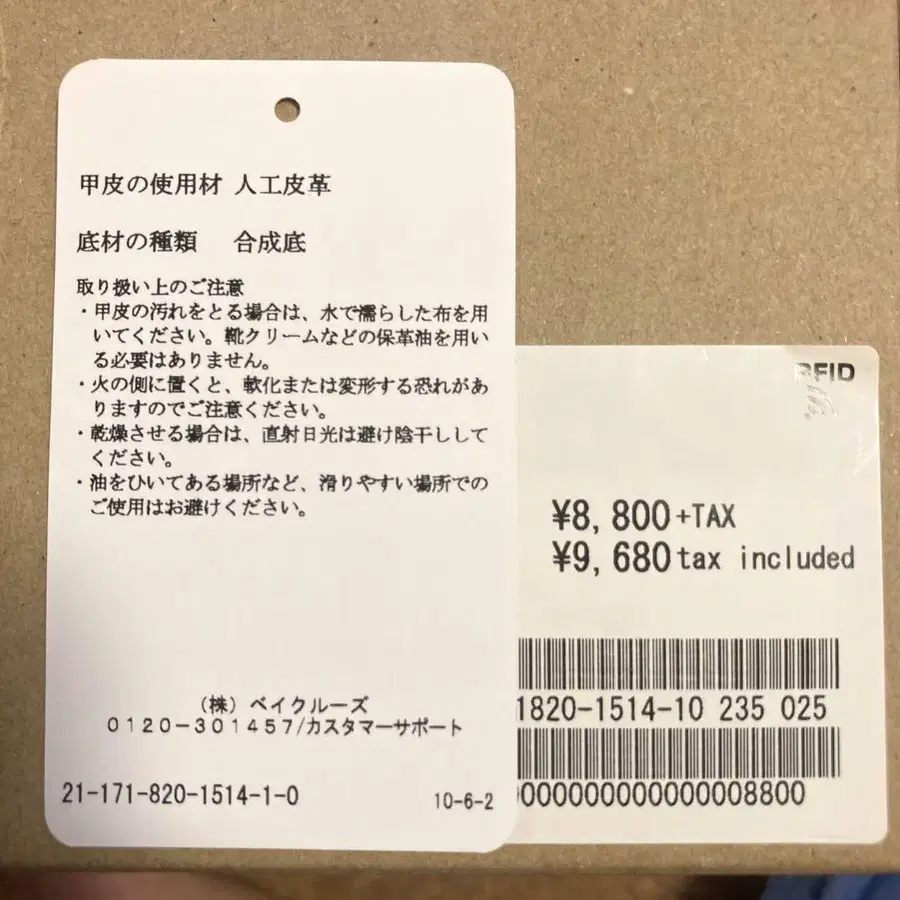 甲皮の使用材 人工皮革
底材の種類 合成底
取り扱い上のご注意
・甲皮の汚れをとる場合は、水で濡らした布を用
いてください。靴クリームなどの保革油を用い
る必要はありません。
・火の側に置くと、軟化または変形する恐れがあ
りますのでご注意ください。
・乾燥させる場合は、直射日光は避け陰干しして
ください。
・油をひいてある場所など、滑りやすい場所での
ご使用はお避けください。
(株)ベイクルーズ
0120-301457/カスタマーサポート
21-171-820-1514-1-0 10-6-2
RFID
¥8,800+TAX
¥9,680tax included
1820-1514-10 235 025
00000000000000008800